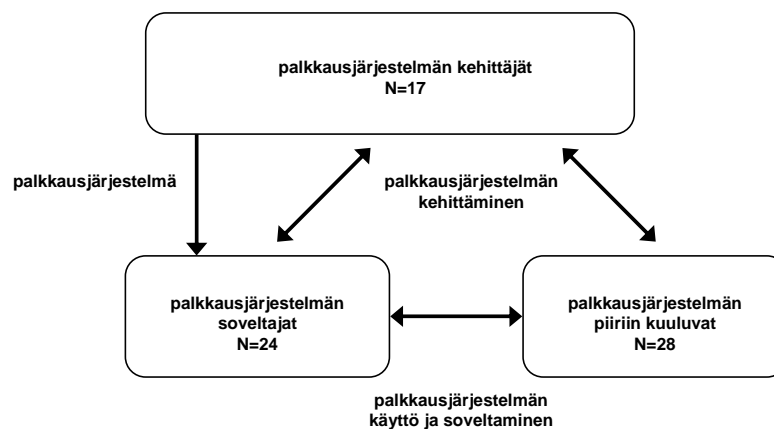 palkkausjärjestelmän kehittäjät
N=17
palkkausjärjestelmä
palkkausjärjestelmän
kehittäminen
palkkausjärjestelmän
soveltajat
N=24
palkkausjärjestelmän
piiriin kuuluvat
N=28
palkkausjärjestelmän
käyttö ja soveltaminen